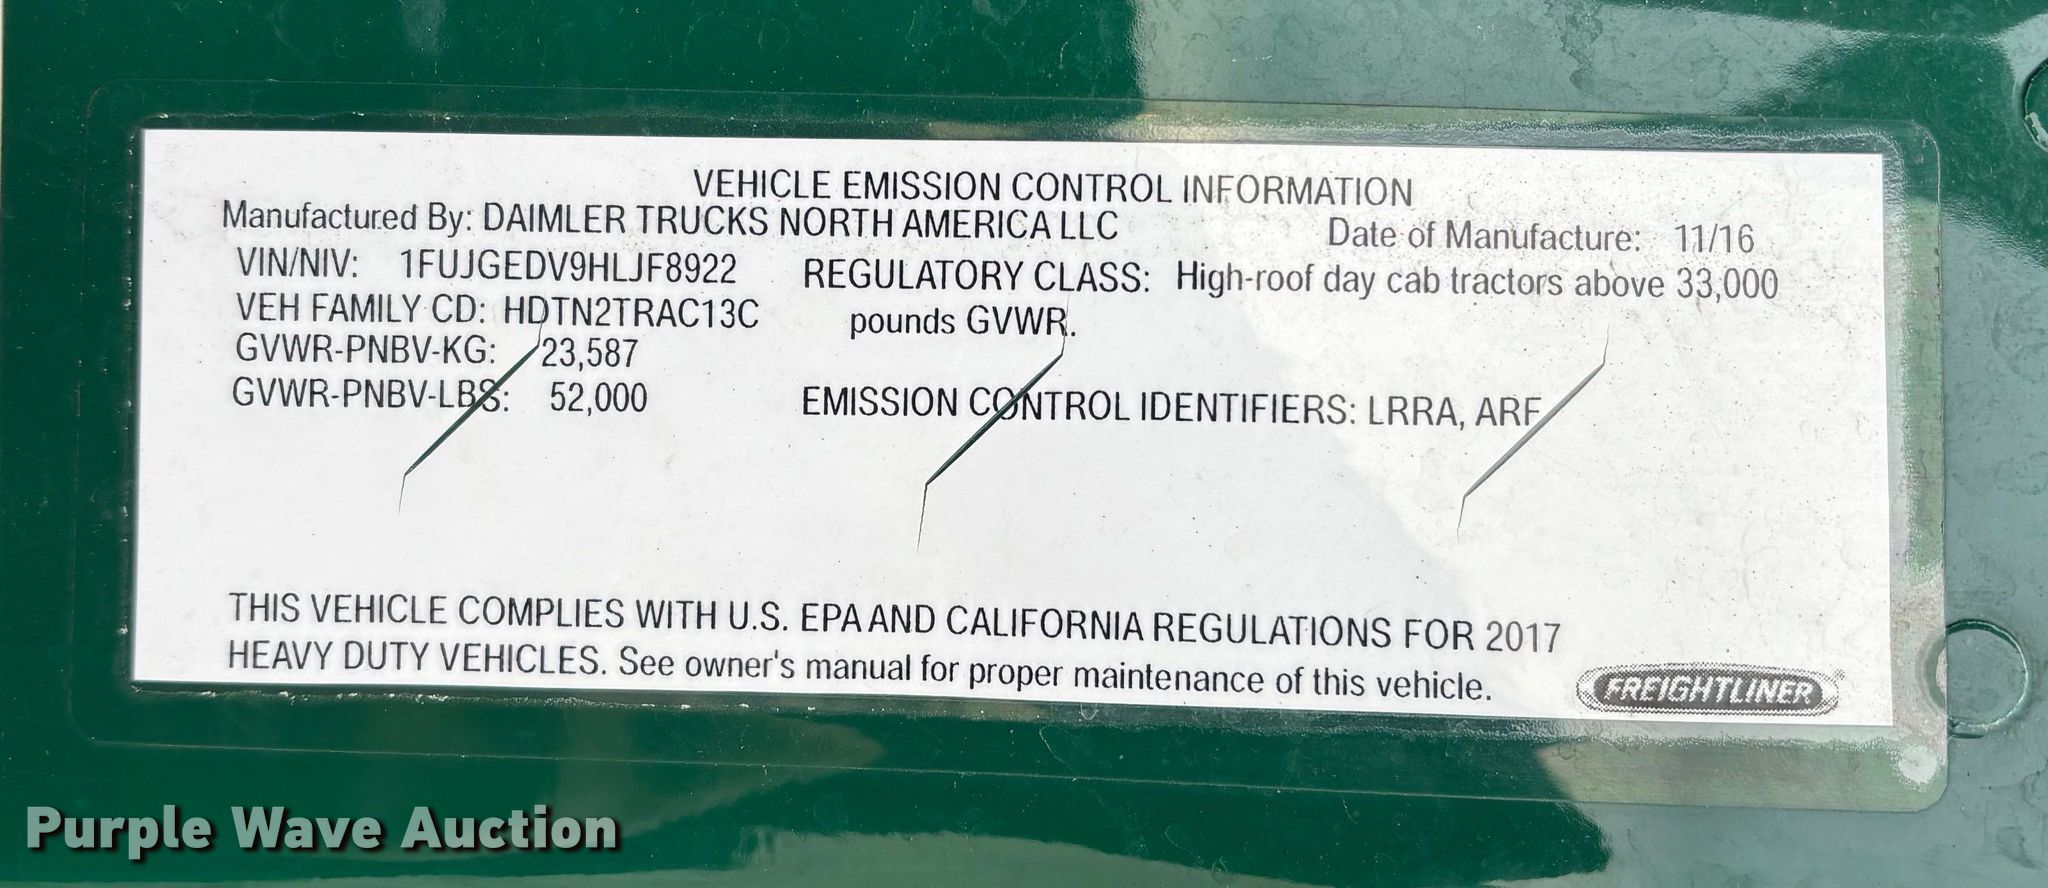 VEHICLE EMISSION CONTROL INFORMATION
Manufactured By: DAIMLER TRUCKS NORTH AMERICA LLC Date of Manufacture: 11/16
VIN/NIV: 1FUJGEDV9HLJF8922 REGULATORY CLASS: High-roof day cab tractors above 33,000
VEH FAMILY CD: HDTN2TRAC13C pounds GVWR.
GVWR-PNBV-KG: 23,587
GVWR-PNBV-LBS: 52,000 EMISSION CONTROL IDENTIFIERS: LRRA, ARF
THIS VEHICLE COMPLIES WITH U.S. EPA AND CALIFORNIA REGULATIONS FOR 2017
HEAVY DUTY VEHICLES. See owner's manual for proper maintenance of this vehicle.
FREIGHTLINER
Purple Wave Auction